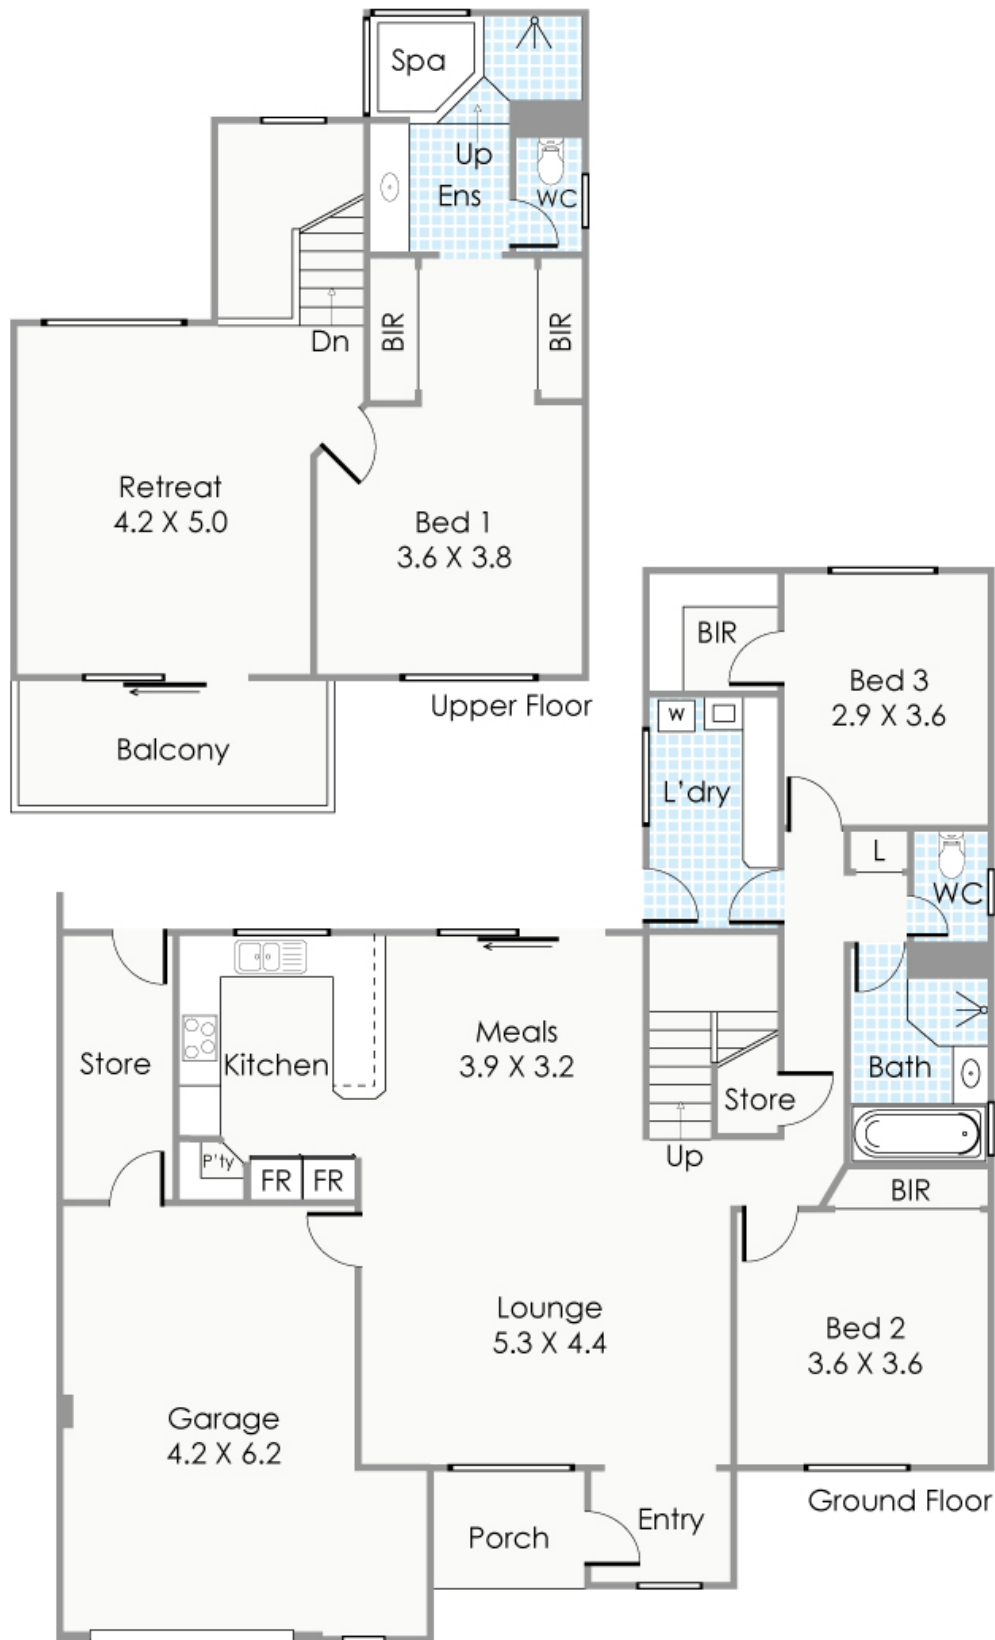 Spa
Up
Ens
WC
BIR
BIR
Dn
Retreat
4.2 X 5.0
Bed 1
3.6 X 3.8
Upper Floor
Balcony
BIR
Bed 3
2.9 X 3.6
W
L'dry
L
WC
Store
Kitchen
Meals
3.9 X 3.2
Bath
Store
Up
P'ty
FR
FR
BIR
Lounge
5.3 X 4.4
Bed 2
3.6 X 3.6
Garage
4.2 X 6.2
Ground Floor
Porch
Entry